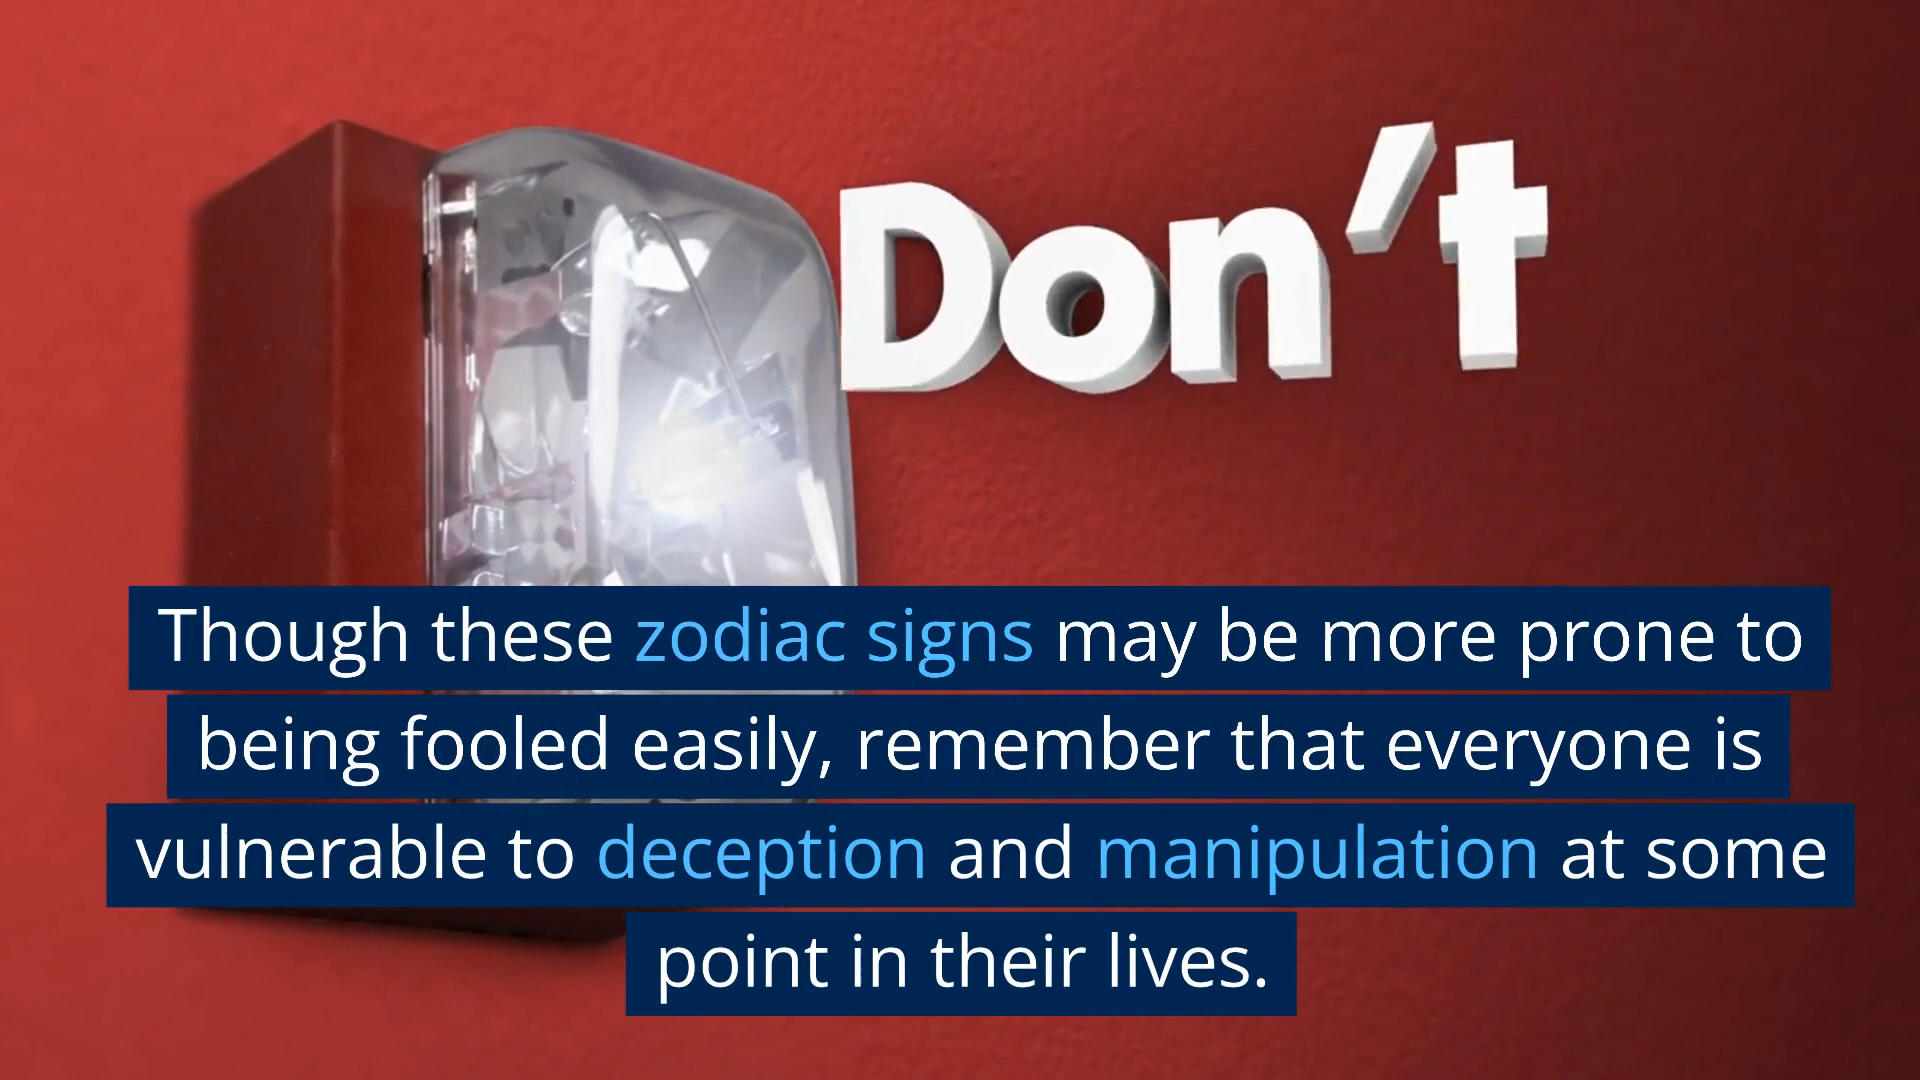 Don't
Though these zodiac signs may be more prone to
being fooled easily, remember that everyone is
vulnerable to deception and manipulation at some
point in their lives.